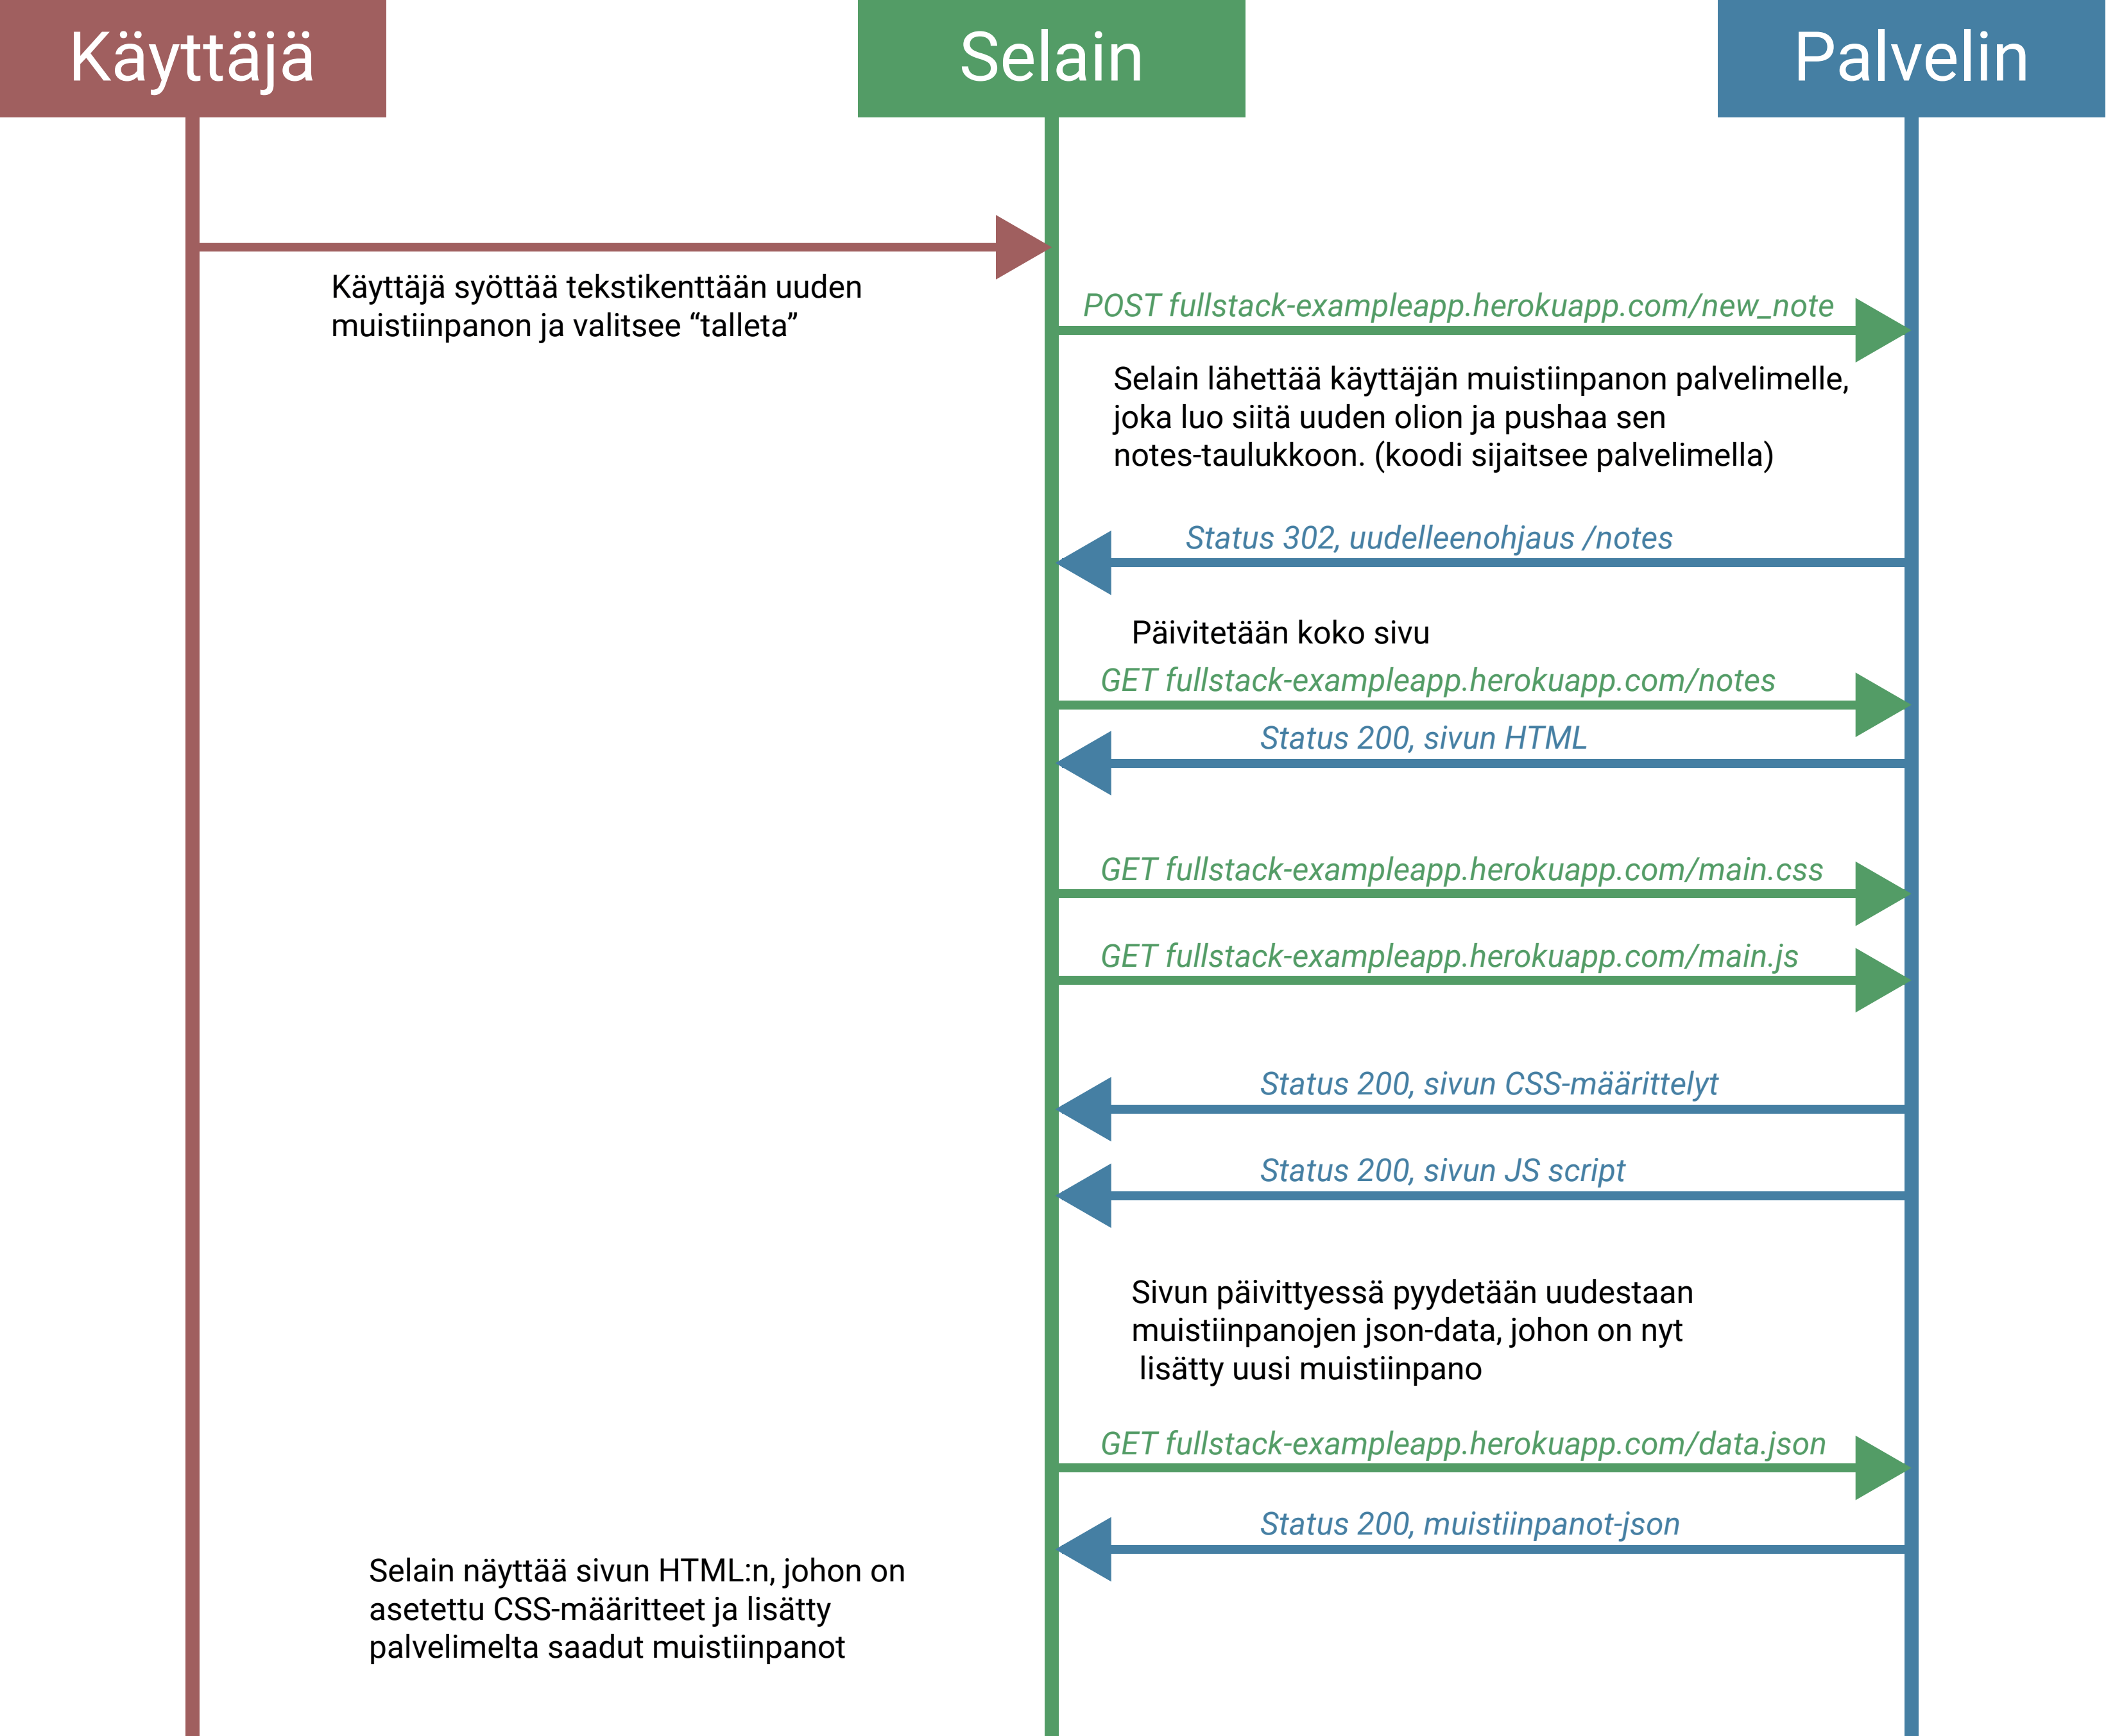 Käyttäjä
Selain
Palvelin
Käyttäjä syöttää tekstikenttään uuden
muistiinpanon ja valitsee “talleta”
POST fullstack-exampleapp.herokuapp.com/new_note
Selain lähettää käyttäjän muistiinpanon palvelimelle,
joka luo siitä uuden olion ja pushaa sen
notes-taulukkoon. (koodi sijaitsee palvelimella)
Status 302, uudelleenohjaus /notes
Päivitetään koko sivu
GET fullstack-exampleapp.herokuapp.com/notes
Status 200, sivun HTML
GET fullstack-exampleapp.herokuapp.com/main.css
GET fullstack-exampleapp.herokuapp.com/main.js
Status 200, sivun CSS-määrittelyt
Status 200, sivun JS script
Sivun päivittyessä pyydetään uudestaan
muistiinpanojen json-data, johon on nyt
lisätty uusi muistiinpano
GET fullstack-exampleapp.herokuapp.com/data.json
Status 200, muistiinpanot-json
Selain näyttää sivun HTML:n, johon on
asetettu CSS-määritteet ja lisätty
palvelimelta saadut muistiinpanot